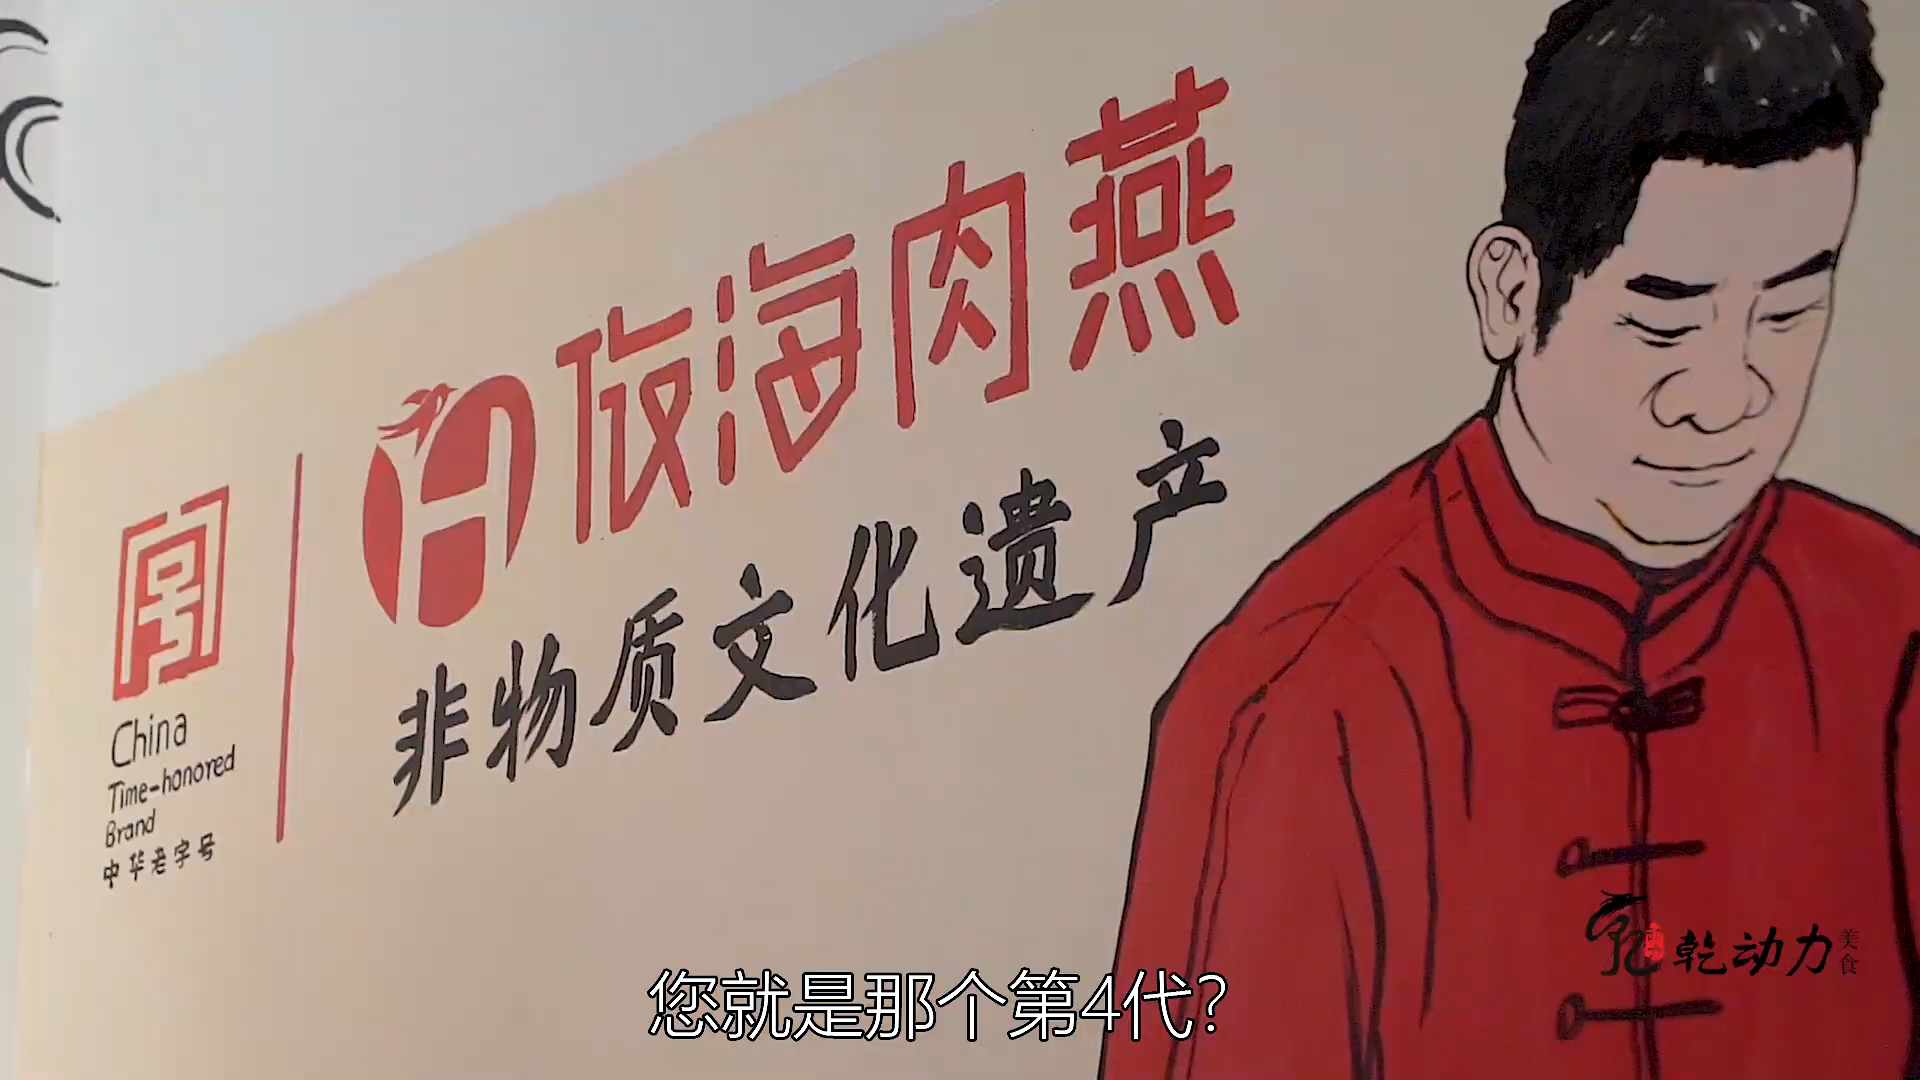 依海肉燕
非物质文化遗产
China
Time-honored
Brand
中华老字号
乾动力
美食
您就是那个第4代?